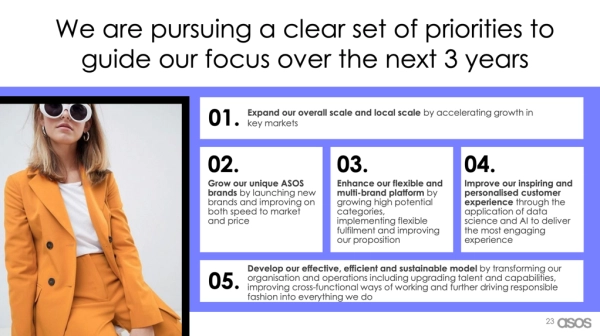 We are pursuing a clear set of priorities to
guide our focus over the next 3 years
01.
Expand our overall scale and local scale by accelerating growth in
key markets
02.
Grow our unique ASOS
brands by launching new
brands and improving on
both speed to market
and price
03.
Enhance our flexible and
multi-brand platform by
growing high potential
categories,
implementing flexible
fulfilment and improving
our proposition
04.
Improve our inspiring and
personalised customer
experience through the
application of data
science and AI to deliver
the most engaging
experience
05.
Develop our effective, efficient and sustainable model by transforming our
organisation and operations including upgrading talent and capabilities,
improving cross-functional ways of working and further driving responsible
fashion into everything we do
23 asos